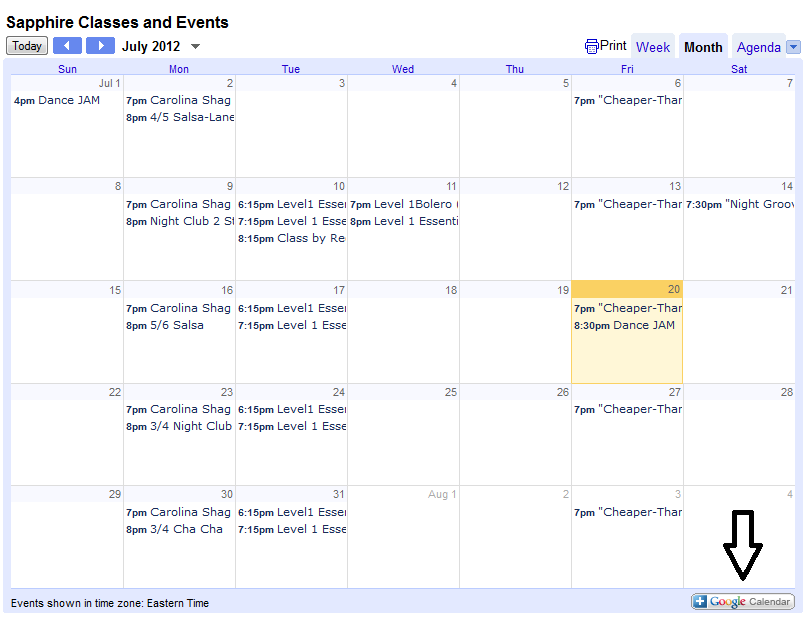 Sapphire Classes and Events
Today July 2012 Print Week Month Agenda
Sun Mon Tue Wed Thu Fri Sat
Jul 1 2 3 4 5 6 7
4pm Dance JAM 7pm Carolina Shag 7pm "Cheaper-Thar
8pm 4/5 Salsa-Lane
8 9 10 11 12 13 14
7pm Carolina Shag 6:15pm Level1 Esser 7pm Level 1Bolero ( 7pm "Cheaper-Thar 7:30pm "Night Groov
8pm Night Club 2 St 7:15pm Level 1 Esse 8pm Level 1 Essenti
8:15pm Class by Re
15 16 17 18 19 20 21
7pm Carolina Shag 6:15pm Level1 Esser 7pm "Cheaper-Thar
8pm 5/6 Salsa 7:15pm Level 1 Esse 8:30pm Dance JAM
22 23 24 25 26 27 28
7pm Carolina Shag 6:15pm Level1 Esser 7pm "Cheaper-Thar
8pm 3/4 Night Club 7:15pm Level 1 Esse
29 30 31 Aug 1 2 3 4
7pm Carolina Shag 6:15pm Level1 Esser 7pm "Cheaper-Thar
8pm 3/4 Cha Cha 7:15pm Level 1 Esse
Events shown in time zone: Eastern Time Google Calendar